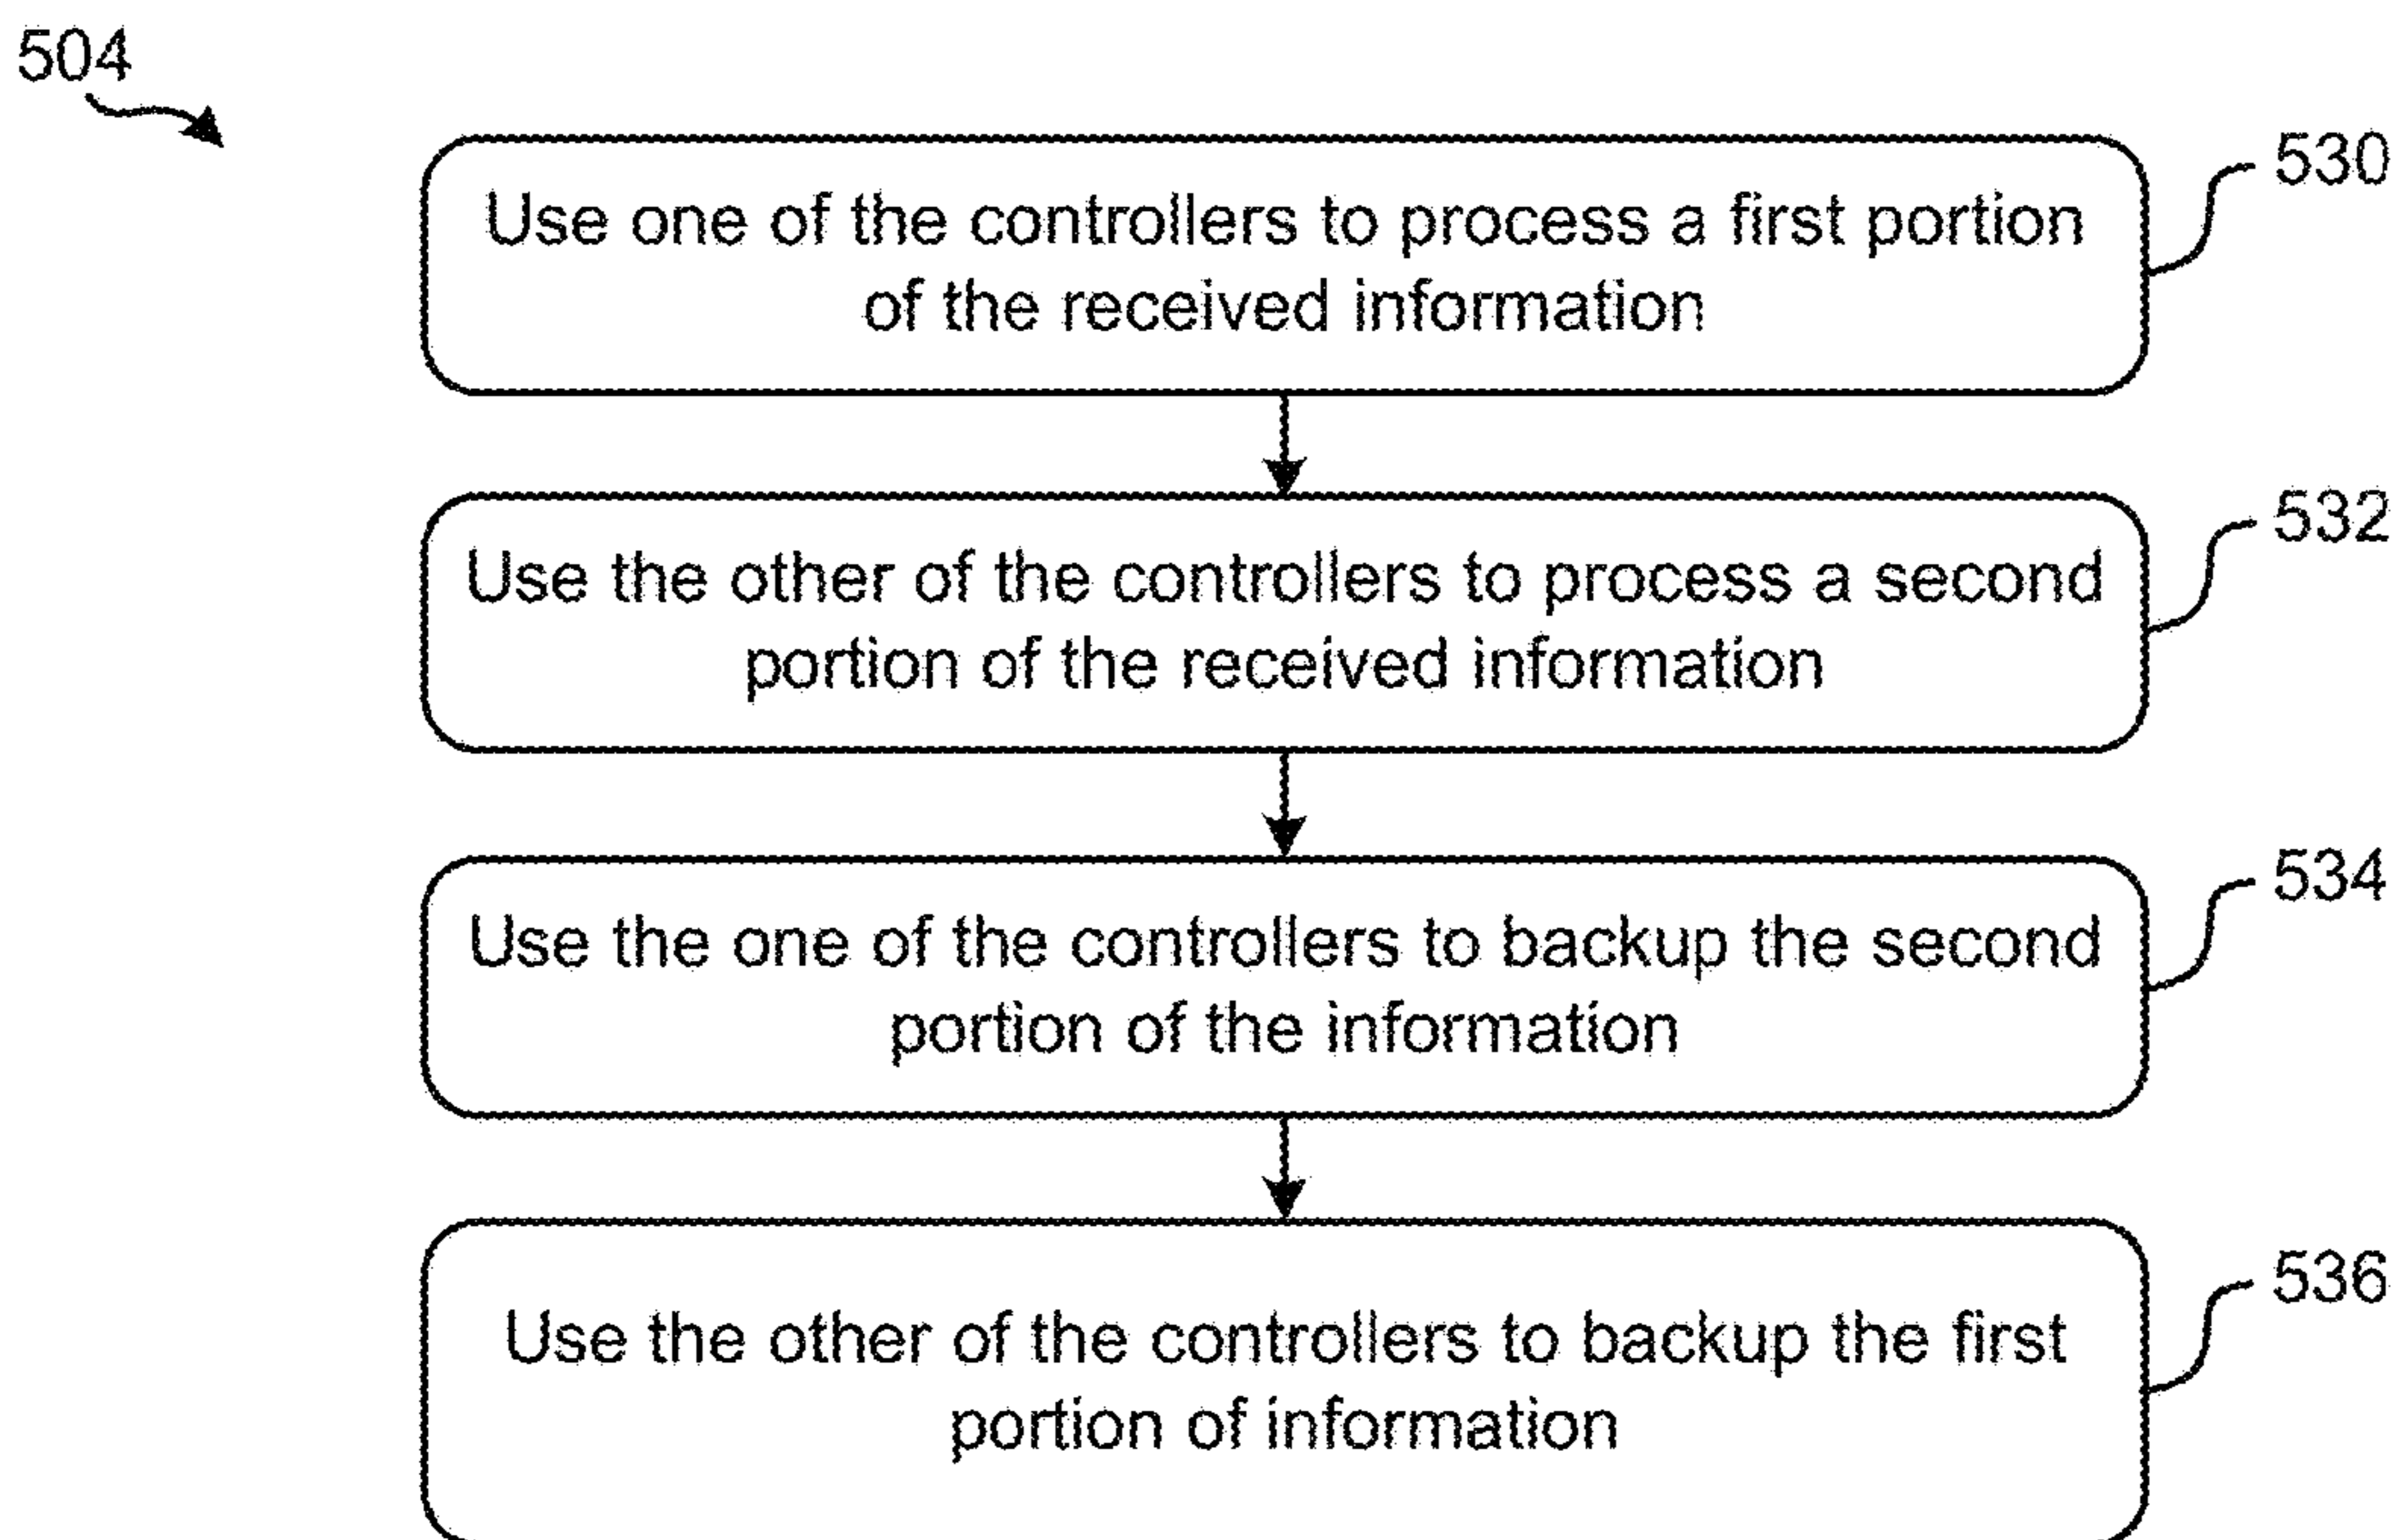 504
530
Use one of the controllers to process a first portion
of the received information
532
Use the other of the controllers to process a second
portion of the received information
534
Use the one of the controllers to backup the second
portion of the information
536
Use the other of the controllers to backup the first
portion of information